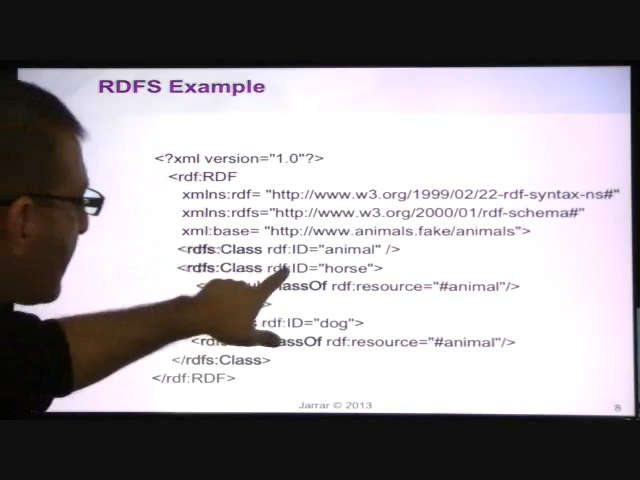 RDFS Example
<?xml version="1.0"?>
<rdf:RDF
xmlns:rdf= "http://www.w3.org/1999/02/22-rdf-syntax-ns#"
xmlns:rdfs="http://www.w3.org/2000/01/rdf-schema#"
xml:base= "http://www.animals.fake/animals">
<rdfs:Class rdf:ID="animal" />
<rdfs:Class rdf:ID="horse">
<classOf rdf:resource="#animal"/>
>
rdf:ID="dog">
<rdfs: classOf rdf:resource="#animal"/>
</rdfs:Class>
</rdf:RDF>
Jarrar © 2013
8